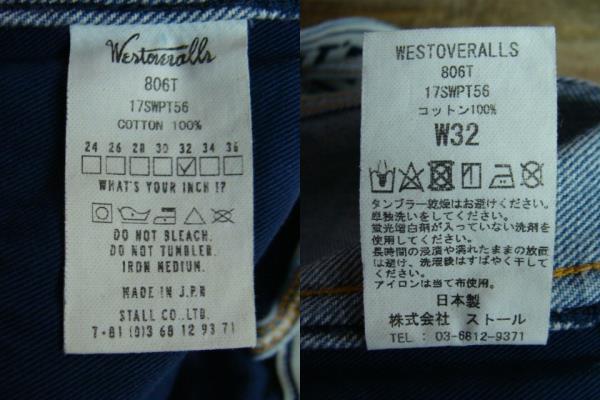 Westoveralls
806T
17SWPT56
COTTON 100%
24 26 28 30 32 34 36
WHAT'S YOUR INCH !?
DO NOT BLEACH.
DO NOT TUMBLER.
IRON MEDIUM.
MADE IN J.P.N
STALL CO.,LTD.
7+81 (0)3 68 12 93 71
WESTOVERALLS
806T
17SWPT56
コットン100%
W32
タンブラー乾燥はお避けください。
単独洗いをしてください。
蛍光増白剤が入っていない洗剤を
使用してください。
長時間の浸漬や濡れたままの放置
は避け、洗濯後はすばやく干して
ください。
アイロンは当て布使用。
日本製
株式会社 ストール
TEL : 03-6812-9371